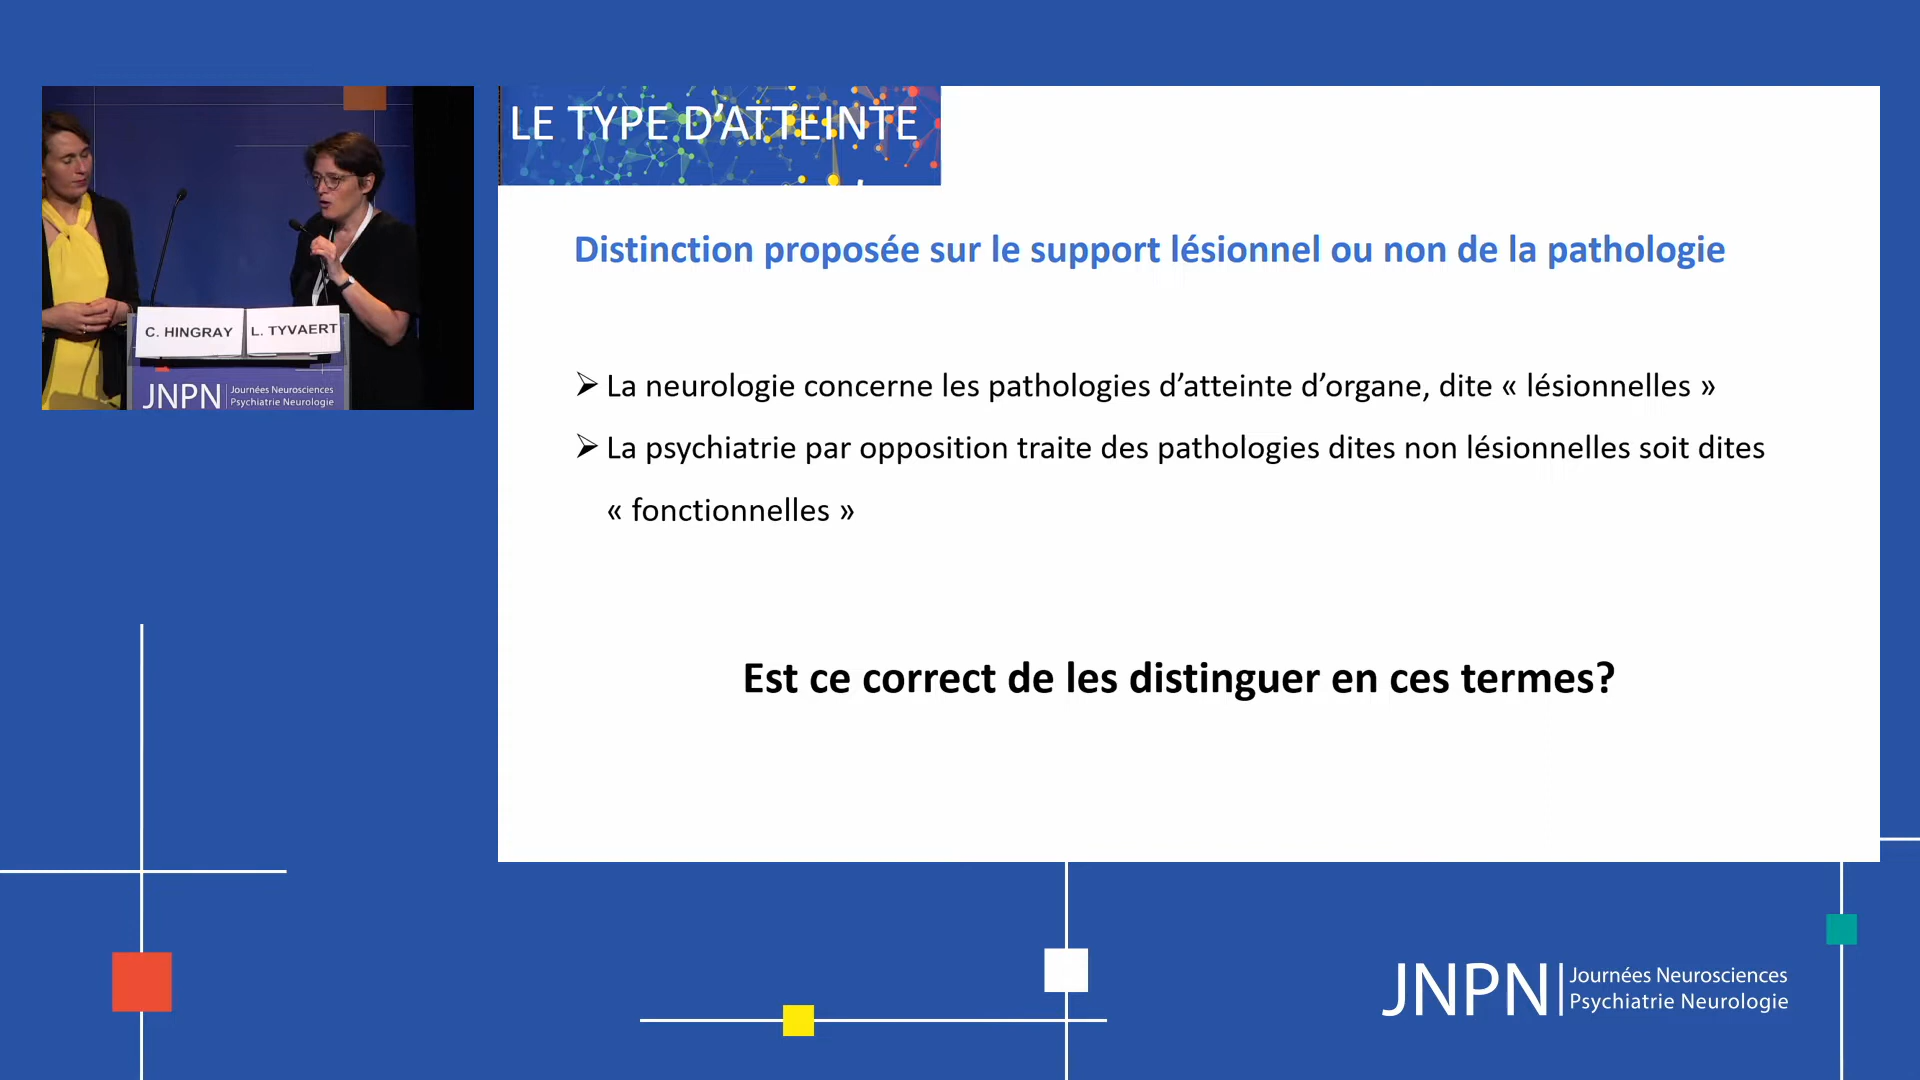 LE TYPE D’ATTEINTE
Distinction proposée sur le support lésionnel ou non de la pathologie
La neurologie concerne les pathologies d’atteinte d’organe, dite « lésionnelles »
La psychiatrie par opposition traite des pathologies dites non lésionnelles soit dites
« fonctionnelles »
Est ce correct de les distinguer en ces termes?
C. HINGRAY
L. TYVAERT
JNPN
Journées Neurosciences
Psychiatrie Neurologie
JNPN
Journées Neurosciences
Psychiatrie Neurologie